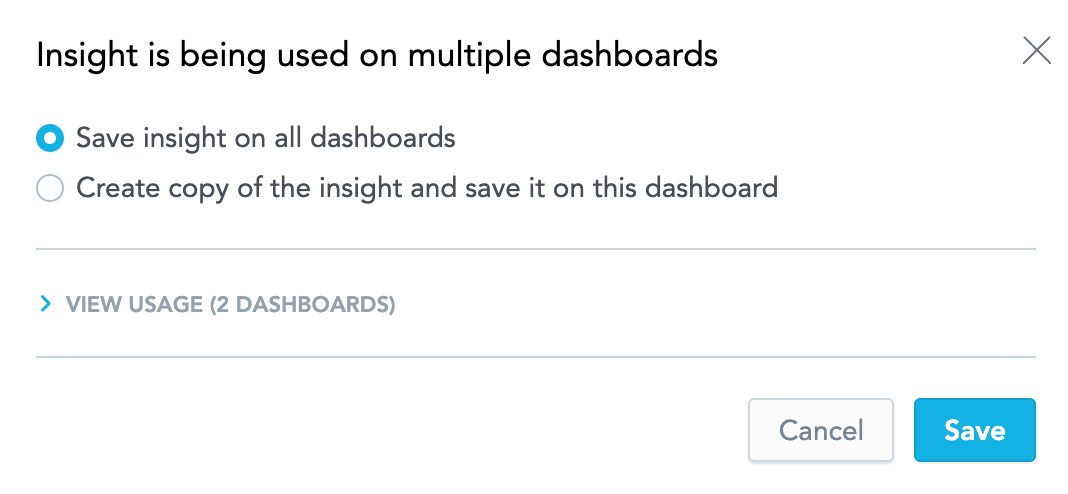 Insight is being used on multiple dashboards
Save insight on all dashboards
Create copy of the insight and save it on this dashboard
VIEW USAGE (2 DASHBOARDS)
Cancel
Save